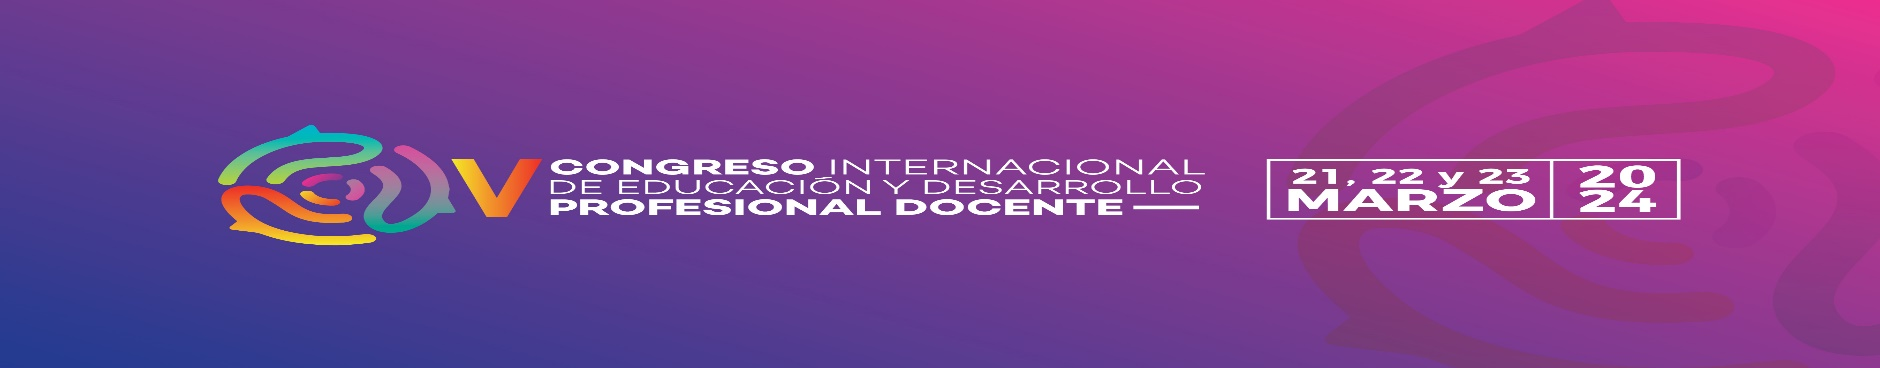 V CONGRESO INTERNACIONAL
DE EDUCACIÓN Y DESARROLLO
PROFESIONAL DOCENTE
21, 22 y 23
MARZO
20
24